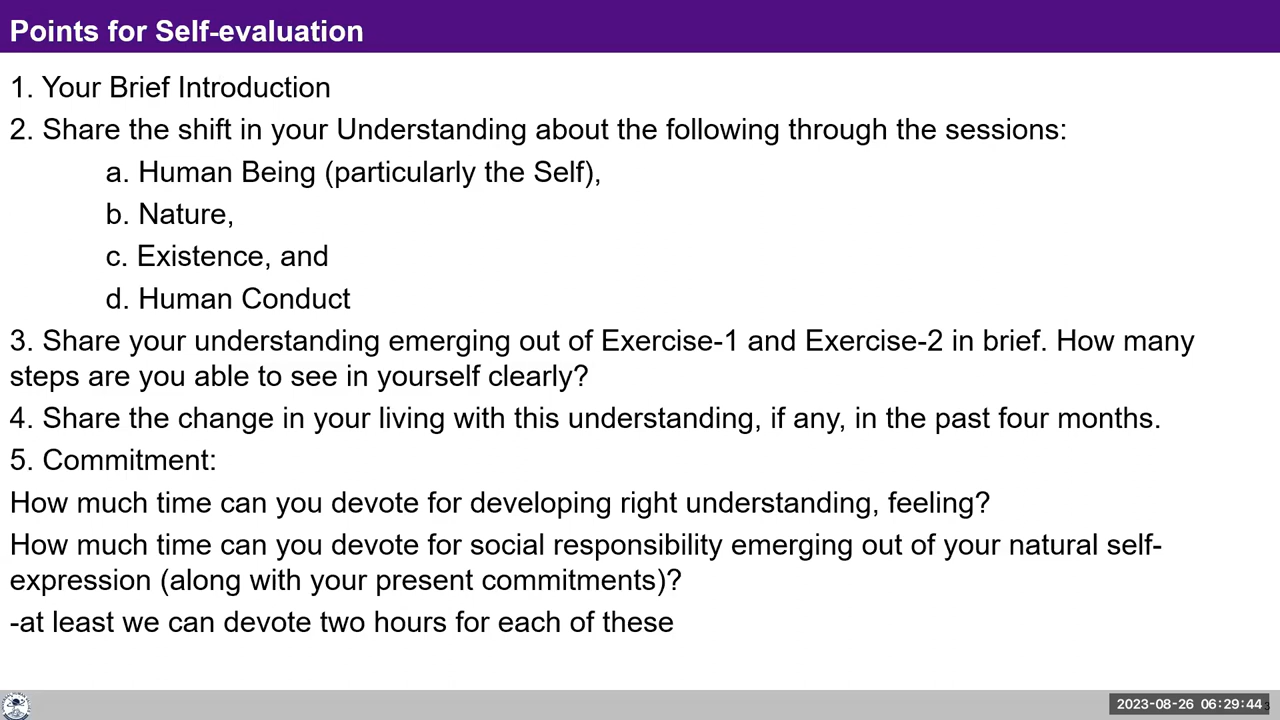 Points for Self-evaluation
1. Your Brief Introduction
2. Share the shift in your Understanding about the following through the sessions:
a. Human Being (particularly the Self),
b. Nature,
c. Existence, and
d. Human Conduct
3. Share your understanding emerging out of Exercise-1 and Exercise-2 in brief. How many
steps are you able to see in yourself clearly?
4. Share the change in your living with this understanding, if any, in the past four months.
5. Commitment:
How much time can you devote for developing right understanding, feeling?
How much time can you devote for social responsibility emerging out of your natural self-
expression (along with your present commitments)?
-at least we can devote two hours for each of these
2023-08-26 06:29:44